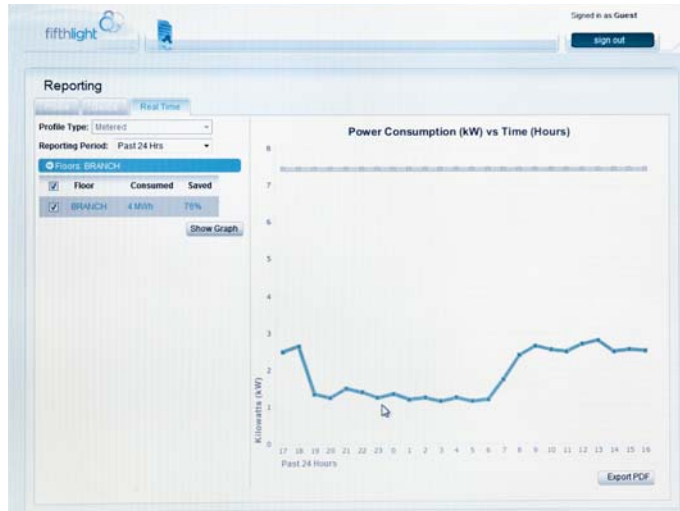 fifthlight
Signed in as Guest
sign out
Reporting
Real Time
Profile Type: Metered
Reporting Period: Past 24 Hrs
Floors: BRANCH
Floor Consumed Saved
BRANCH 4 MWh 78%
Show Graph
Power Consumption (kW) vs Time (Hours)
8
7
6
5
4
3
2
1
0
Kilowatts (kW)
17 18 19 20 21 22 23 0 1 2 3 4 5 6 7 8 9 10 11 12 13 14 15 16
Past 24 Hours
Export PDF